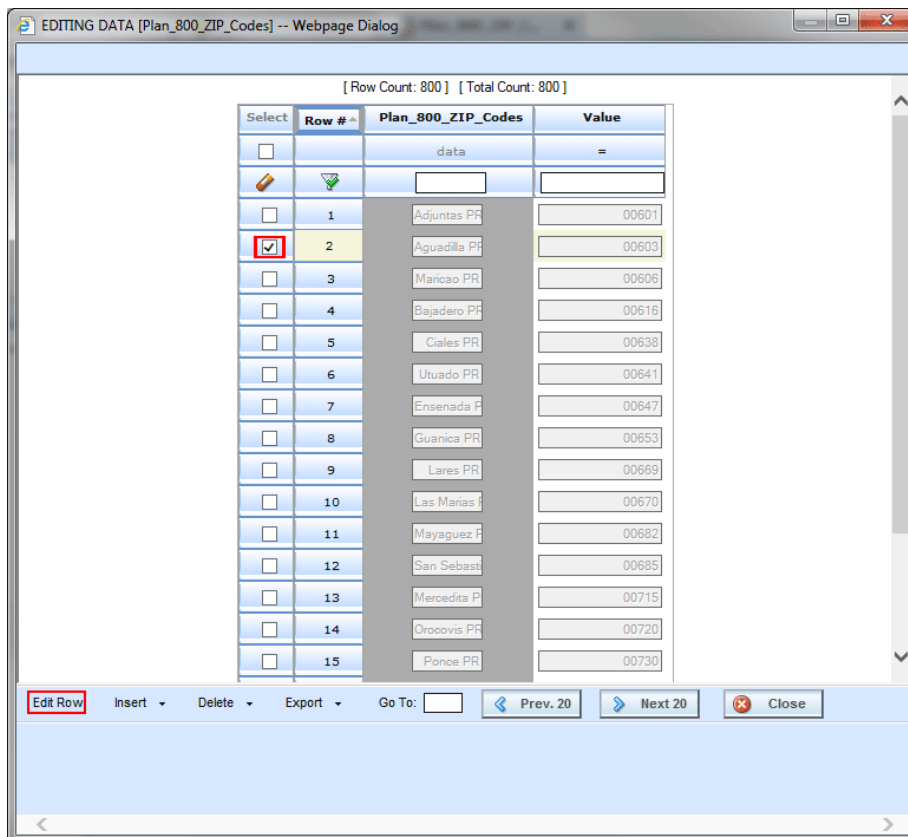 EDITING DATA [Plan_800_ZIP_Codes] -- Webpage Dialog
[ Row Count: 800 ] [ Total Count: 800 ]
Select Row # Plan_800_ZIP_Codes Value
data =
1 Adjuntas PR 00601
2 Aguadilla PR 00603
3 Maricao PR 00606
4 Bajadero PR 00616
5 Ciales PR 00638
6 Utuado PR 00641
7 Ensenada P 00647
8 Guanica PR 00653
9 Lares PR 00669
10 Las Marias 00670
11 Mayaguez P 00682
12 San Sebasti 00685
13 Mercedita P 00715
14 Orocovis PR 00720
15 Ponce PR 00730
Edit Row Insert Delete Export Go To: Prev. 20 Next 20 Close